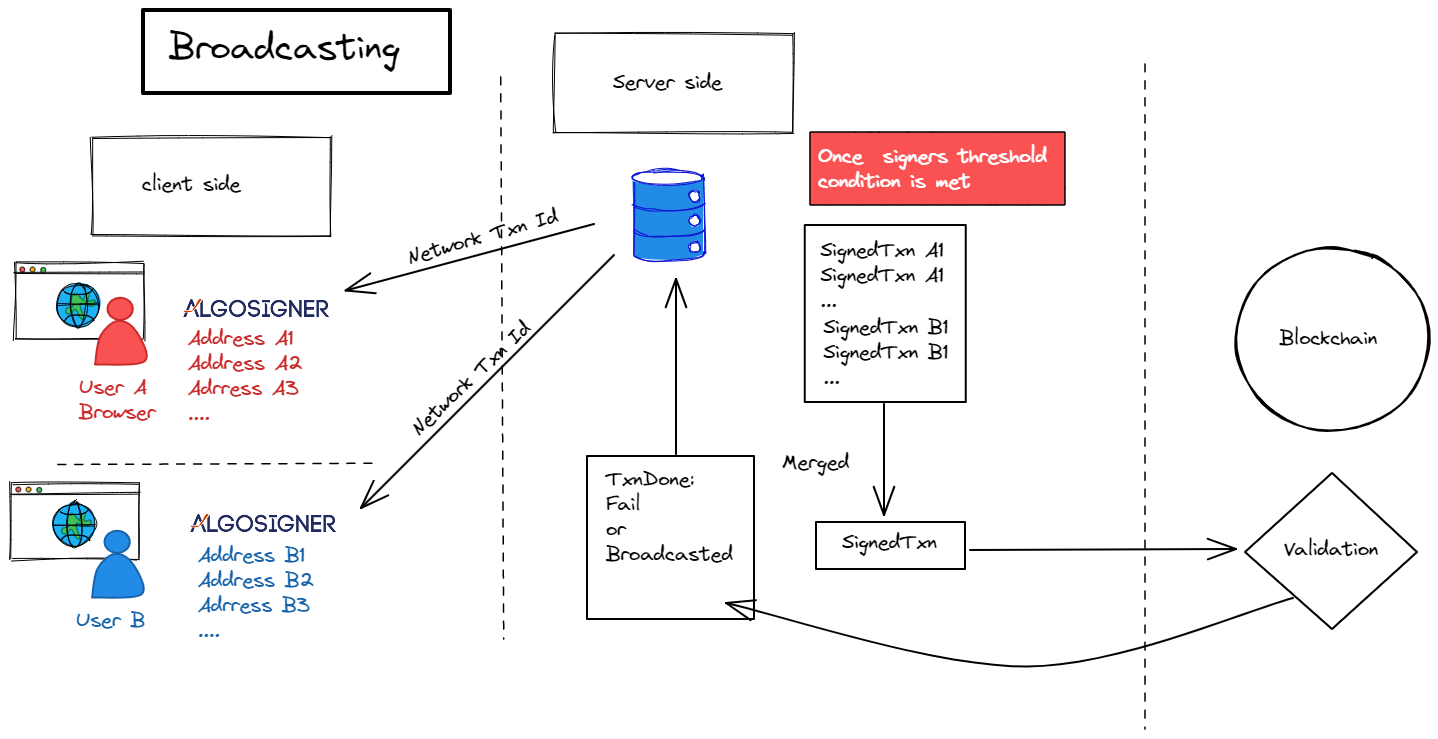 Broadcasting
client side
Server side
Once signers threshold
condition is met
Network Txn Id
Network Txn Id
ALGOSIGNER
Address A1
Address A2
Adrress A3
....
User A
Browser
ALGOSIGNER
Address B1
Address B2
Adrress B3
....
User B
SignedTxn A1
SignedTxn A1
...
SignedTxn B1
SignedTxn B1
...
Merged
SignedTxn
TxnDone:
Fail
or
Broadcasted
Blockchain
Validation